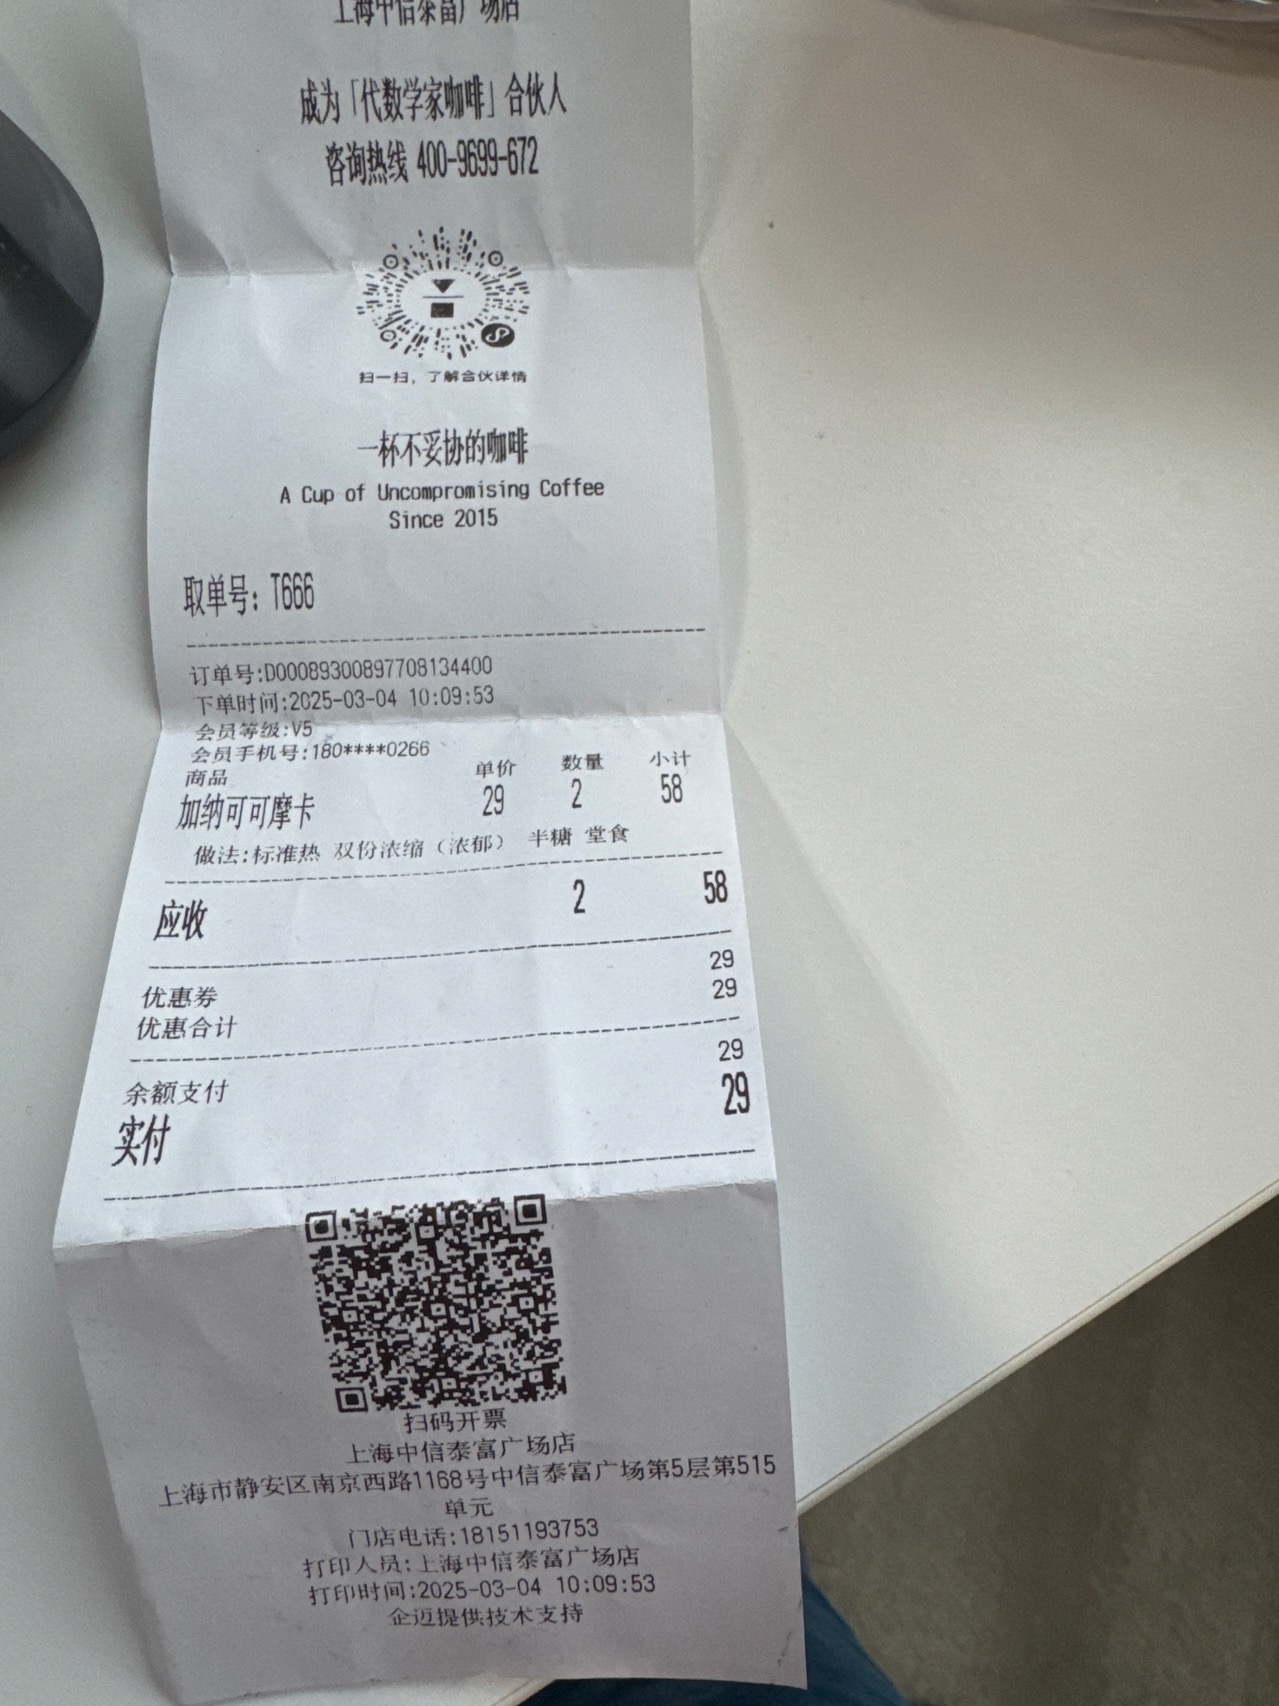 上海中信泰富广场店
成为「代数学家咖啡」合伙人
咨询热线 400-9699-672
扫一扫，了解合伙详情
一杯不妥协的咖啡
A Cup of Uncompromising Coffee
Since 2015
取单号: T666
订单号:D00089300897708134400
下单时间:2025-03-04 10:09:53
会员等级:V5
会员手机号:180****0266
商品 单价 数量 小计
加纳可可摩卡 29 2 58
做法:标准热 双份浓缩（浓郁） 半糖 堂食
应收 2 58
优惠券 29
优惠合计 29
余额支付 29
实付 29
扫码开票
上海中信泰富广场店
上海市静安区南京西路1168号中信泰富广场第5层第515
单元
门店电话:18151193753
打印人员:上海中信泰富广场店
打印时间:2025-03-04 10:09:53
企迈提供技术支持